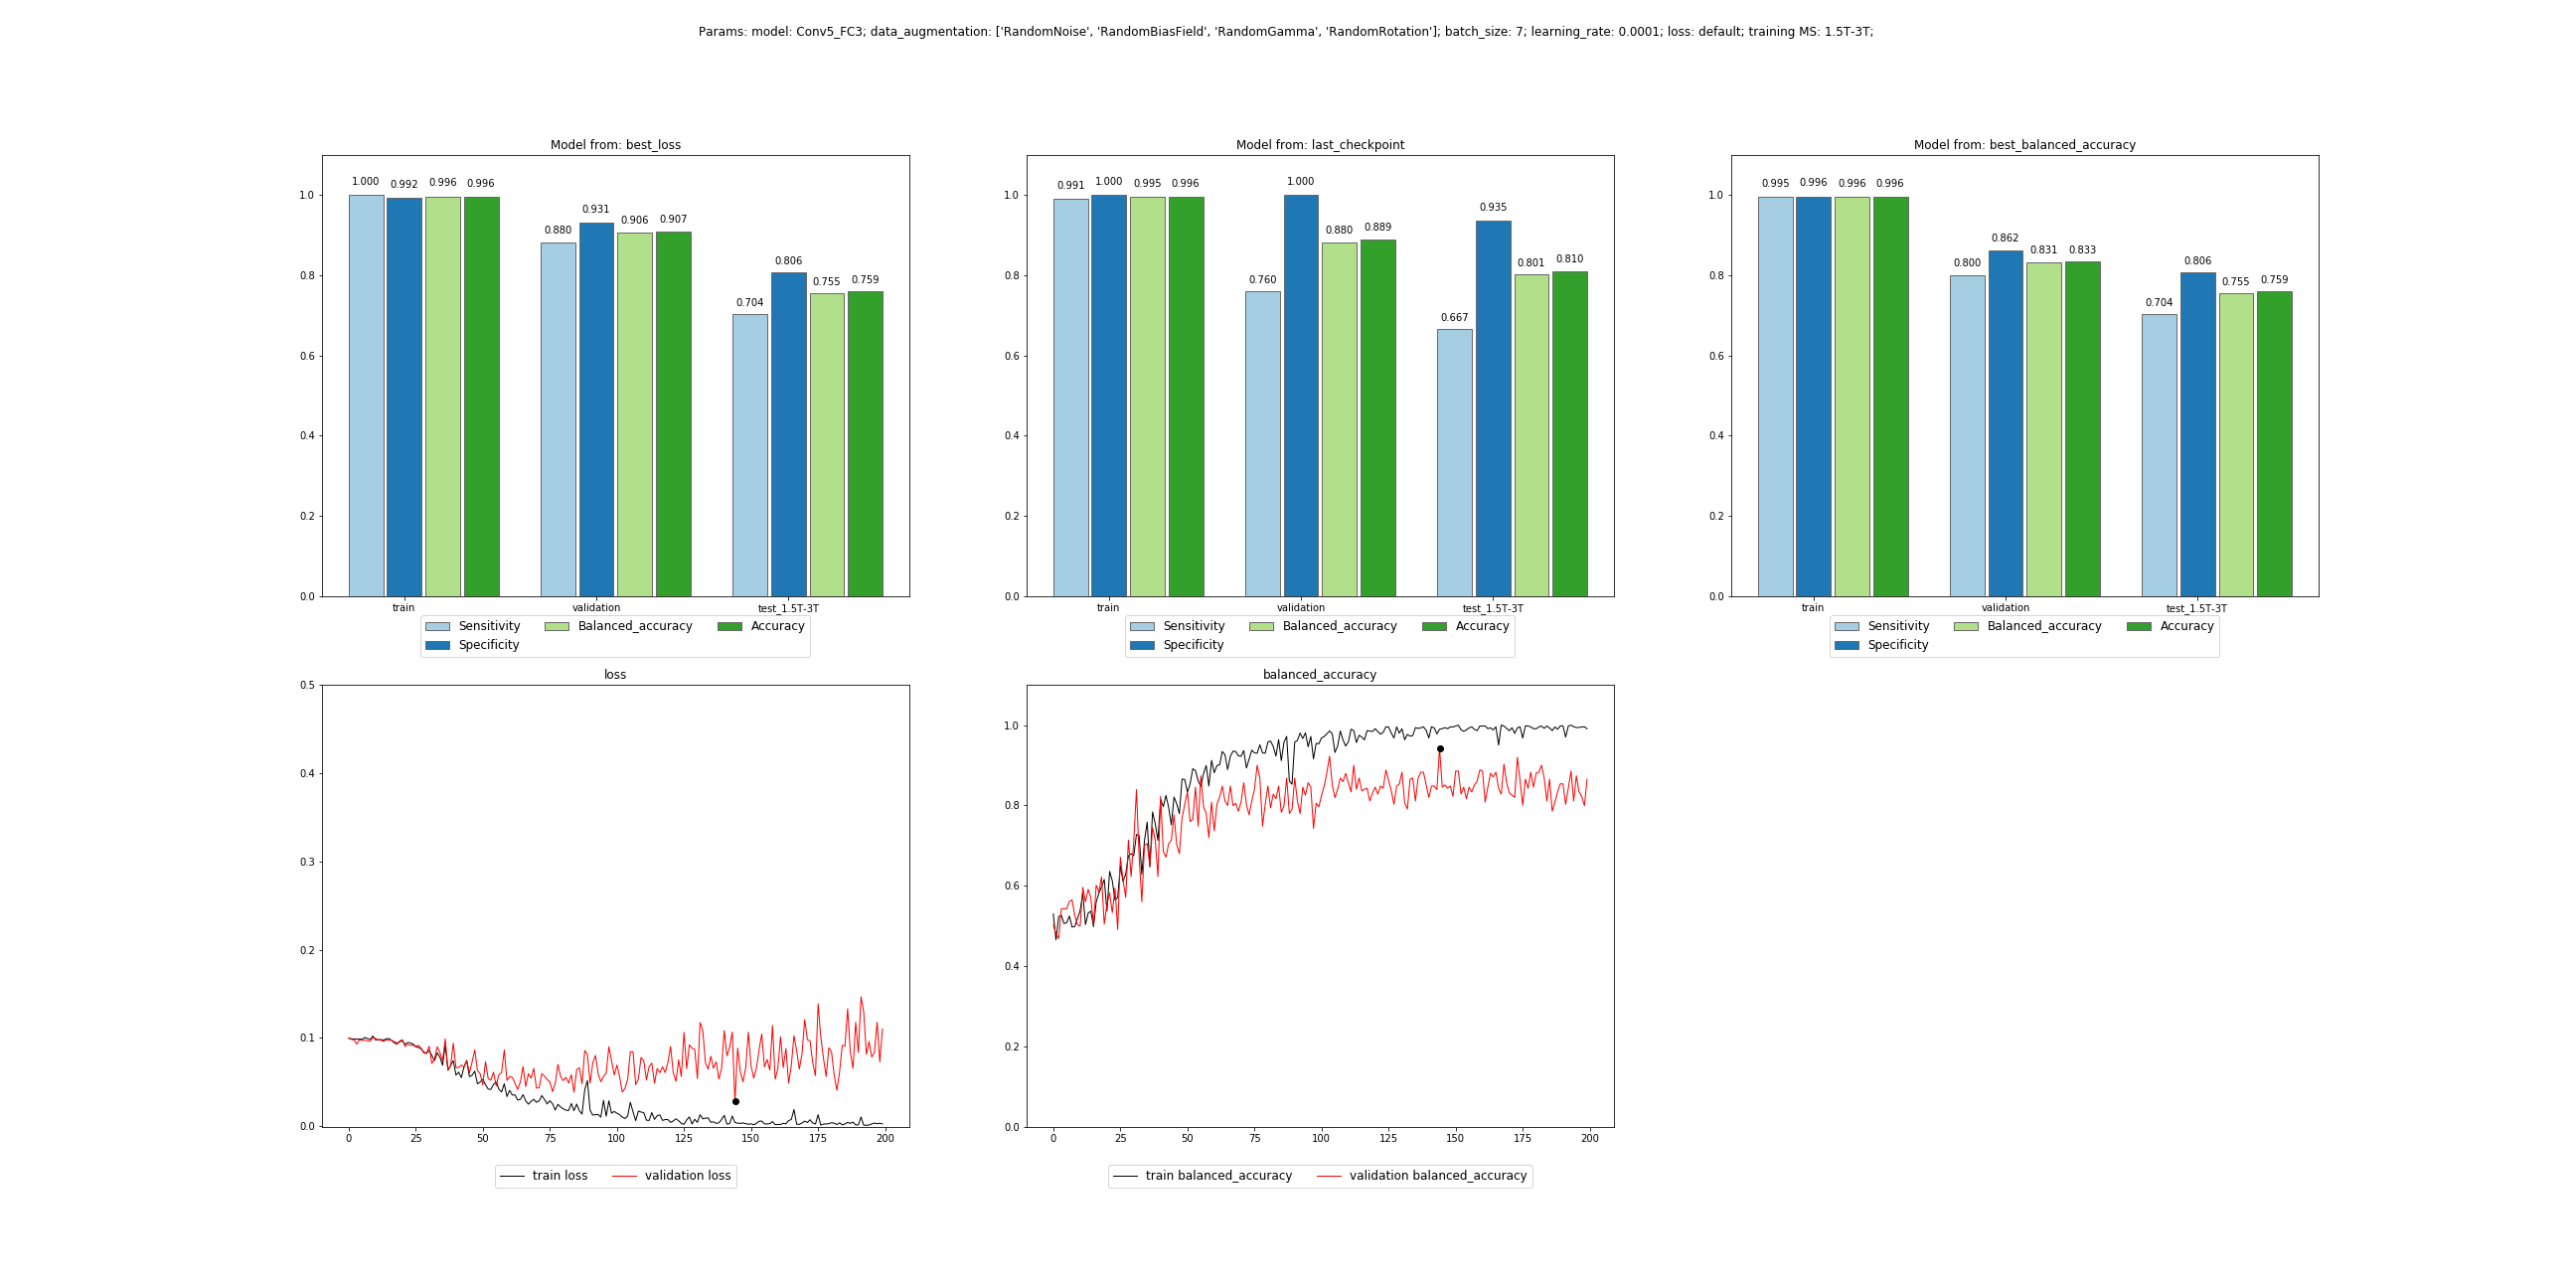 Params: model: Conv5_FC3; data_augmentation: ['RandomNoise', 'RandomBiasField', 'RandomGamma', 'RandomRotation']; batch_size: 7; learning_rate: 0.0001; loss: default; training MS: 1.5T-3T;
Model from: best_loss
1.000 0.992 0.996 0.996
0.880 0.931 0.906 0.907
0.704 0.806 0.755 0.759
1.0
0.8
0.6
0.4
0.2
0.0
train validation test_1.5T-3T
Sensitivity Balanced_accuracy Accuracy
Specificity
Model from: last_checkpoint
0.991 1.000 0.995 0.996
0.760 1.000 0.880 0.889
0.667 0.935 0.801 0.810
1.0
0.8
0.6
0.4
0.2
0.0
train validation test_1.5T-3T
Sensitivity Balanced_accuracy Accuracy
Specificity
Model from: best_balanced_accuracy
0.995 0.996 0.996 0.996
0.800 0.862 0.831 0.833
0.704 0.806 0.755 0.759
1.0
0.8
0.6
0.4
0.2
0.0
train validation test_1.5T-3T
Sensitivity Balanced_accuracy Accuracy
Specificity
loss
0.5
0.4
0.3
0.2
0.1
0.0
0 25 50 75 100 125 150 175 200
train loss validation loss
balanced_accuracy
1.0
0.8
0.6
0.4
0.2
0.0
0 25 50 75 100 125 150 175 200
train balanced_accuracy validation balanced_accuracy